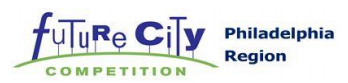 fuTuRe CiTy
COMPETITION
Philadelphia
Region